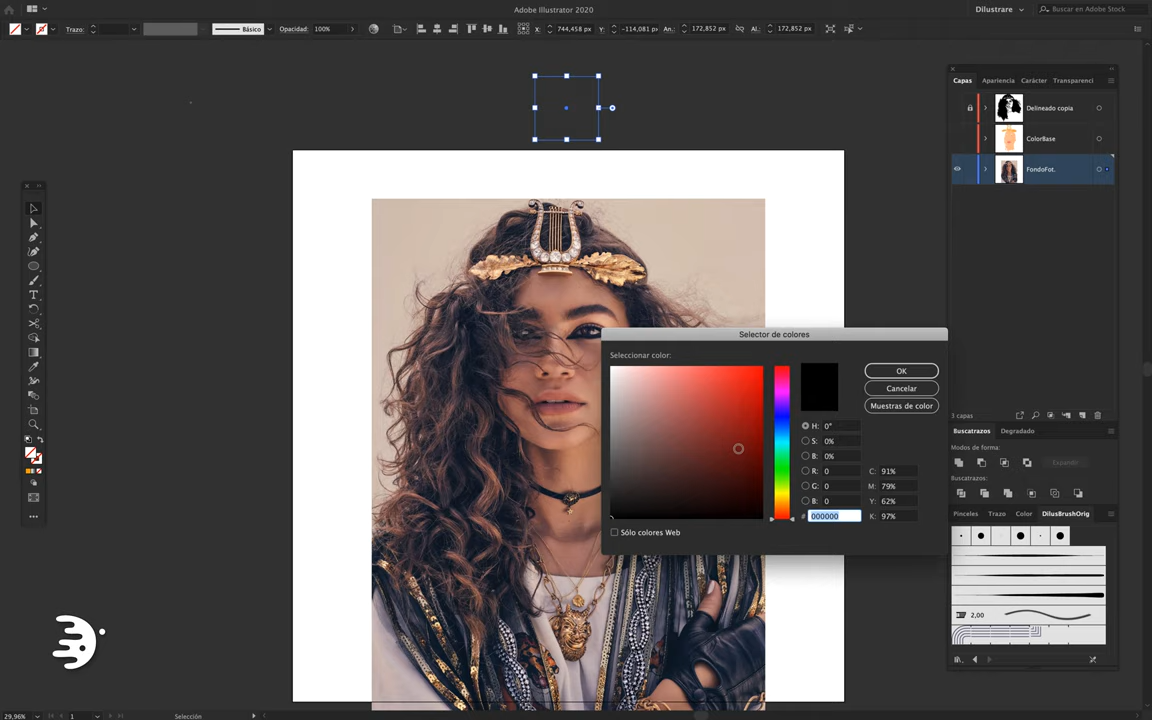 Adobe Illustrator 2020
Dilustrare
Buscar en Adobe Stock
Trazo:
Básico
Opacidad: 100%
X: 744,458 px
Y: -114,081 px
An.: 172,852 px
Al.: 172,852 px
Capas
Apariencia
Carácter
Transparenci
Delineado copia
ColorBase
FondoFot.
Selector de colores
Seleccionar color:
OK
Cancelar
Muestras de color
H: 0°
S: 0%
B: 0%
R: 0
C: 91%
G: 0
M: 79%
B: 0
Y: 62%
# 000000
K: 97%
Sólo colores Web
3 capas
Buscatrazos
Degradado
Modos de forma:
Expandir
Buscatrazos:
Pinceles
Trazo
Color
DilusBrushOrig
2,00
29,96%
1
Selección